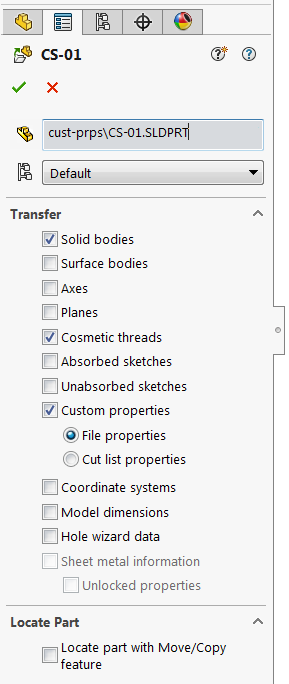 CS-01
cust-prps\CS-01.SLDPRT
Default
Transfer
Solid bodies
Surface bodies
Axes
Planes
Cosmetic threads
Absorbed sketches
Unabsorbed sketches
Custom properties
File properties
Cut list properties
Coordinate systems
Model dimensions
Hole wizard data
Sheet metal information
Unlocked properties
Locate Part
Locate part with Move/Copy
feature